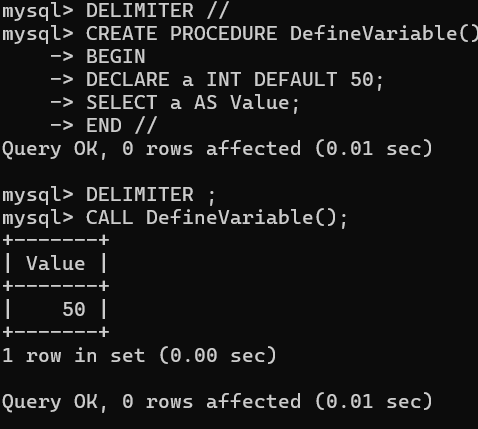 mysql> DELIMITER //
mysql> CREATE PROCEDURE DefineVariable()
    -> BEGIN
    -> DECLARE a INT DEFAULT 50;
    -> SELECT a AS Value;
    -> END //
Query OK, 0 rows affected (0.01 sec)

mysql> DELIMITER ;
mysql> CALL DefineVariable();
+-------+
| Value |
+-------+
|    50 |
+-------+
1 row in set (0.00 sec)

Query OK, 0 rows affected (0.01 sec)